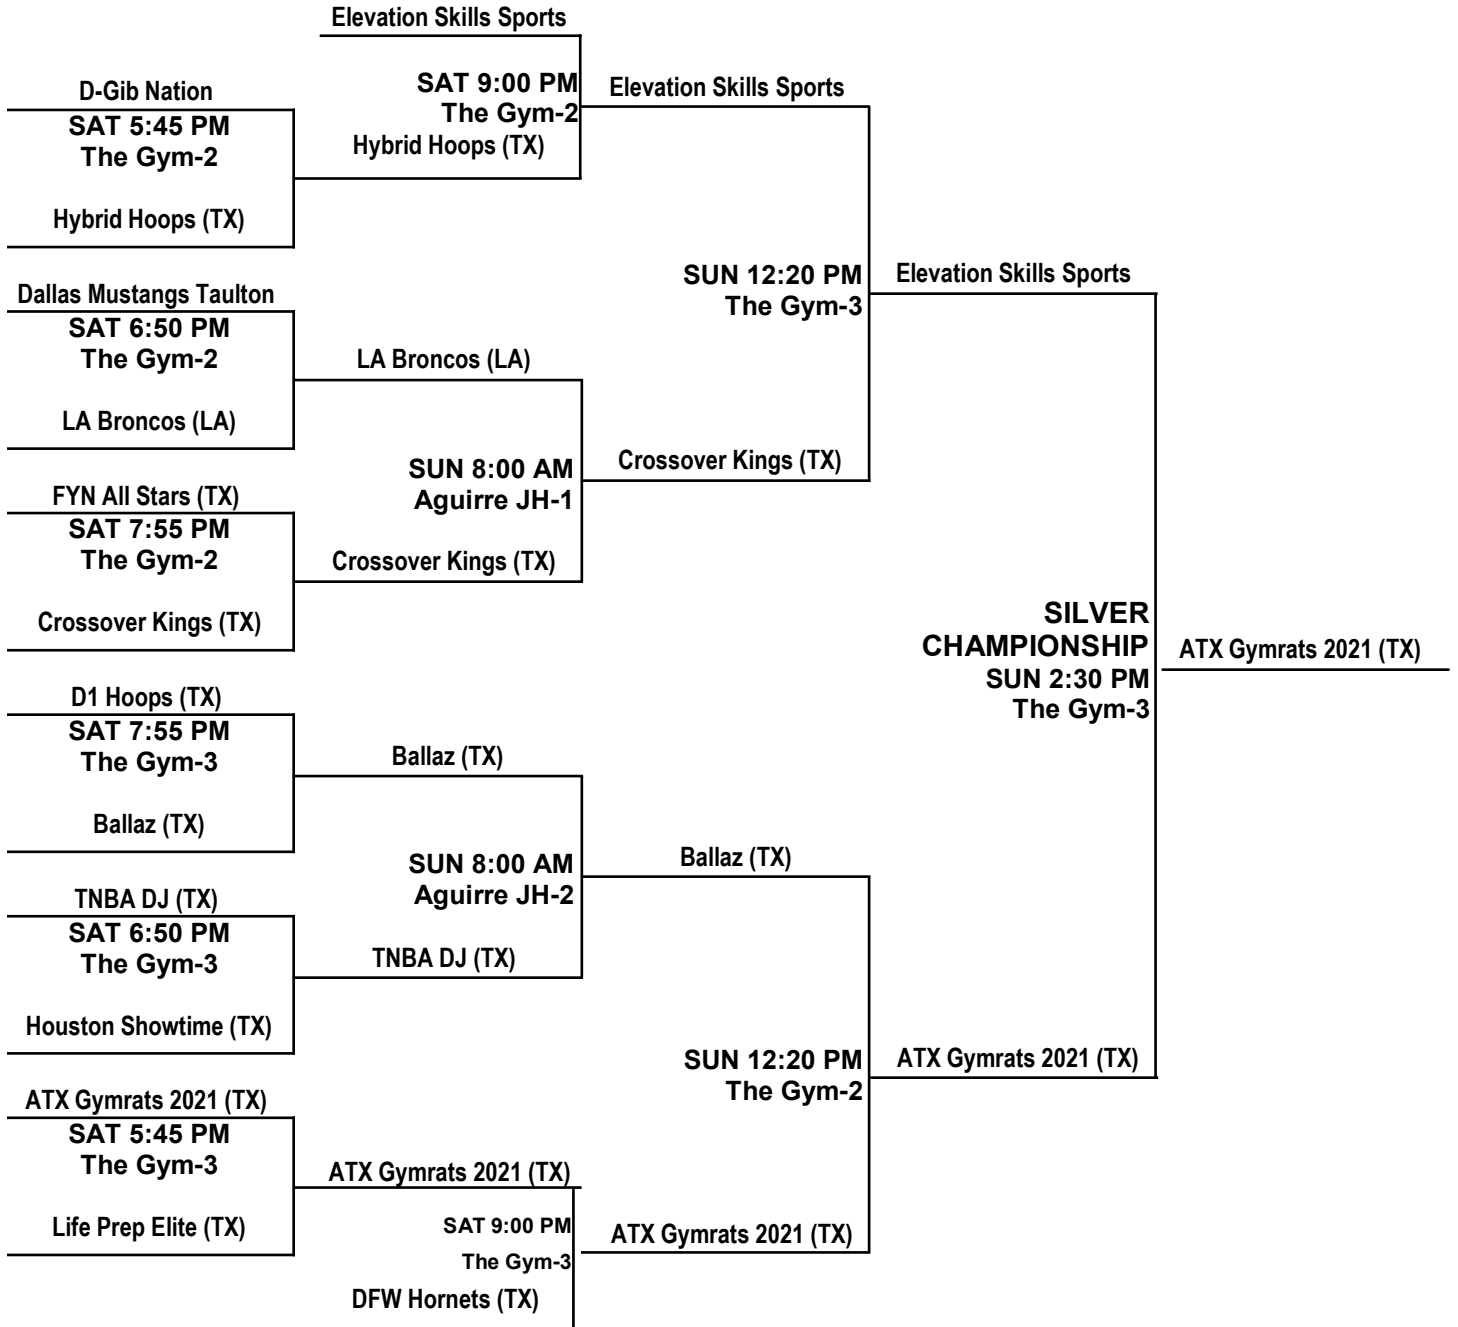 Elevation Skills Sports
D-Gib Nation
SAT 5:45 PM
The Gym-2
Hybrid Hoops (TX)
SAT 9:00 PM
The Gym-2
Hybrid Hoops (TX)
Elevation Skills Sports
Dallas Mustangs Taulton
SAT 6:50 PM
The Gym-2
LA Broncos (LA)
LA Broncos (LA)
SUN 8:00 AM
Aguirre JH-1
FYN All Stars (TX)
SAT 7:55 PM
The Gym-2
Crossover Kings (TX)
Crossover Kings (TX)
Crossover Kings (TX)
SUN 12:20 PM
The Gym-3
Elevation Skills Sports
D1 Hoops (TX)
SAT 7:55 PM
The Gym-3
Ballaz (TX)
Ballaz (TX)
SUN 8:00 AM
Aguirre JH-2
TNBA DJ (TX)
SAT 6:50 PM
The Gym-3
Houston Showtime (TX)
TNBA DJ (TX)
Ballaz (TX)
SUN 12:20 PM
The Gym-2
ATX Gymrats 2021 (TX)
SAT 5:45 PM
The Gym-3
Life Prep Elite (TX)
ATX Gymrats 2021 (TX)
SAT 9:00 PM
The Gym-3
DFW Hornets (TX)
ATX Gymrats 2021 (TX)
ATX Gymrats 2021 (TX)
SILVER
CHAMPIONSHIP
SUN 2:30 PM
The Gym-3
ATX Gymrats 2021 (TX)